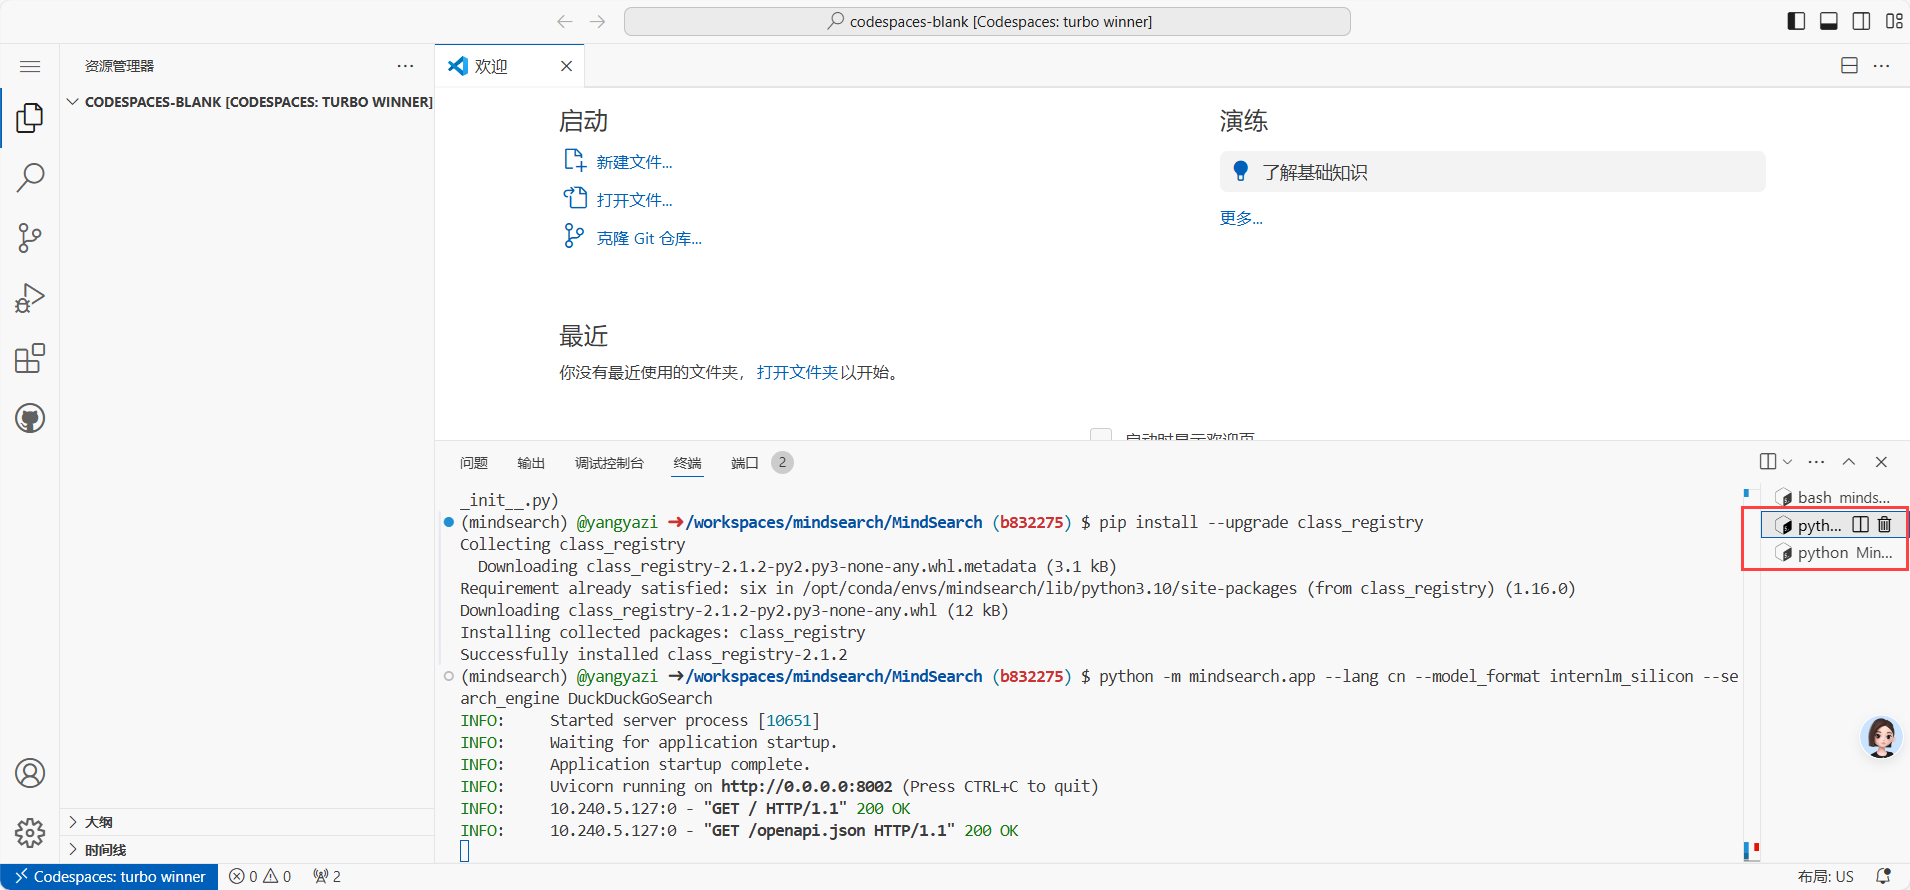 codespaces-blank [Codespaces: turbo winner]
资源管理器
CODESPACES-BLANK [CODESPACES: TURBO WINNER]
欢迎
启动
新建文件...
打开文件...
克隆 Git 仓库...
演练
了解基础知识
更多...
最近
你没有最近使用的文件夹，打开文件夹以开始。
启动时显示欢迎页
问题 输出 调试控制台 终端 端口 2
_init__.py)
(mindsearch) @yangyazi ➜/workspaces/mindsearch/MindSearch (b832275) $ pip install --upgrade class_registry
Collecting class_registry
Downloading class_registry-2.1.2-py2.py3-none-any.whl.metadata (3.1 kB)
Requirement already satisfied: six in /opt/conda/envs/mindsearch/lib/python3.10/site-packages (from class_registry) (1.16.0)
Downloading class_registry-2.1.2-py2.py3-none-any.whl (12 kB)
Installing collected packages: class_registry
Successfully installed class_registry-2.1.2
(mindsearch) @yangyazi ➜/workspaces/mindsearch/MindSearch (b832275) $ python -m mindsearch.app --lang cn --model_format internlm_silicon --se
arch_engine DuckDuckGoSearch
INFO: Started server process [10651]
INFO: Waiting for application startup.
INFO: Application startup complete.
INFO: Uvicorn running on http://0.0.0.0:8002 (Press CTRL+C to quit)
INFO: 10.240.5.127:0 - "GET / HTTP/1.1" 200 OK
INFO: 10.240.5.127:0 - "GET /openapi.json HTTP/1.1" 200 OK
bash minds...
pyth...
python Min...
大纲
时间线
Codespaces: turbo winner 0 0 2
布局: US